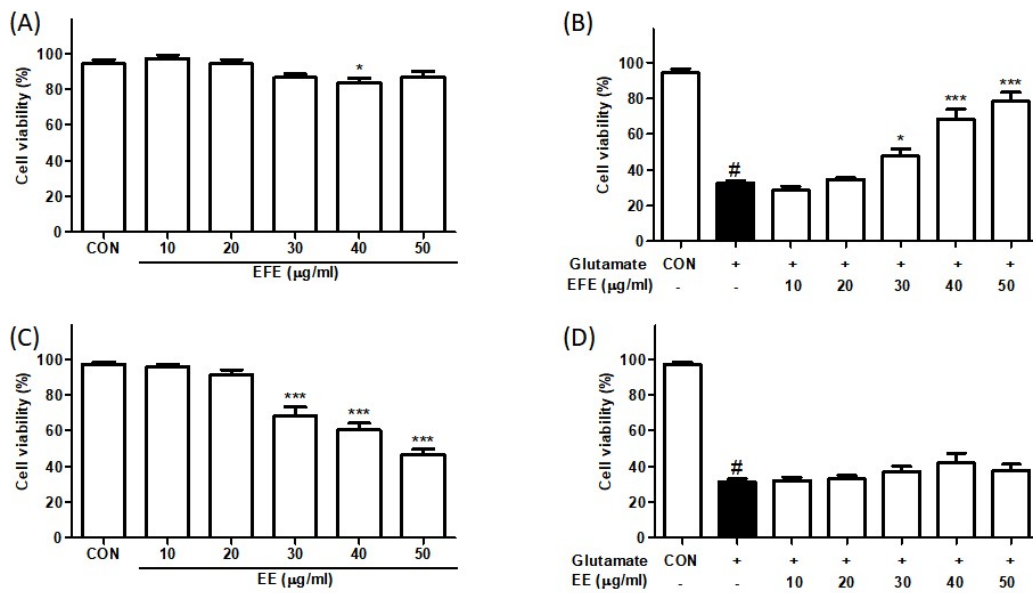 (A)
Cell viability (%)
100
80
60
40
20
0
*
CON 10 20 30 40 50
EFE (μg/ml)
(B)
Cell viability (%)
100
80
60
40
20
0
# * *** ***
Glutamate CON + + + + + +
EFE (μg/ml) - - 10 20 30 40 50
(C)
Cell viability (%)
100
80
60
40
20
0
*** *** ***
CON 10 20 30 40 50
EE (μg/ml)
(D)
Cell viability (%)
100
80
60
40
20
0
#
Glutamate CON + + + + + +
EE (μg/ml) - - 10 20 30 40 50